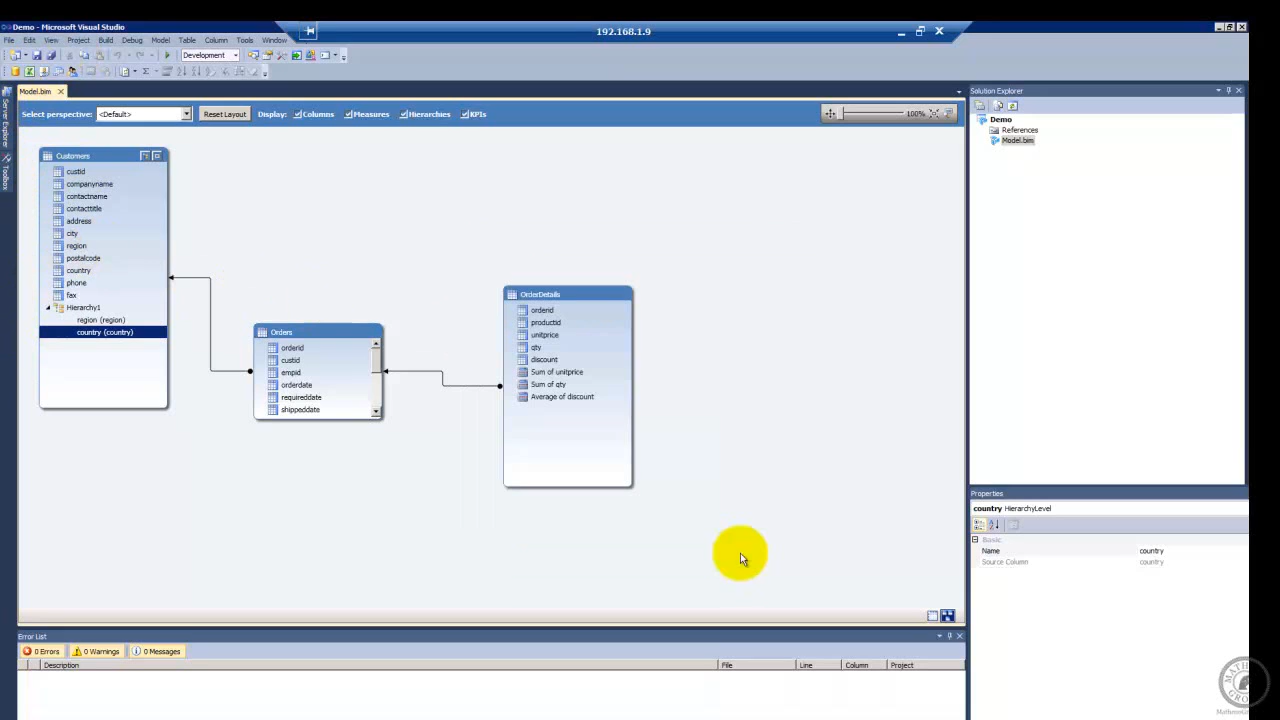 Demo - Microsoft Visual Studio
192.168.1.9
File Edit View Project Build Debug Model Table Column Tools Window
Development
Model.bim
Select perspective: <Default> Reset Layout Display: Columns Measures Hierarchies KPIs 100%
Server Explorer
Toolbox
Customers
custid
companyname
contactname
contacttitle
address
city
region
postalcode
country
phone
fax
Hierarchy1
region (region)
country (country)
Orders
orderid
custid
empid
orderdate
requireddate
shippeddate
OrderDetails
orderid
productid
unitprice
qty
discount
Sum of unitprice
Sum of qty
Average of discount
Solution Explorer
Demo
References
Model.bim
Properties
country HierarchyLevel
Basic
Name country
Source Column country
Error List
0 Errors 0 Warnings 0 Messages
Description File Line Column Project